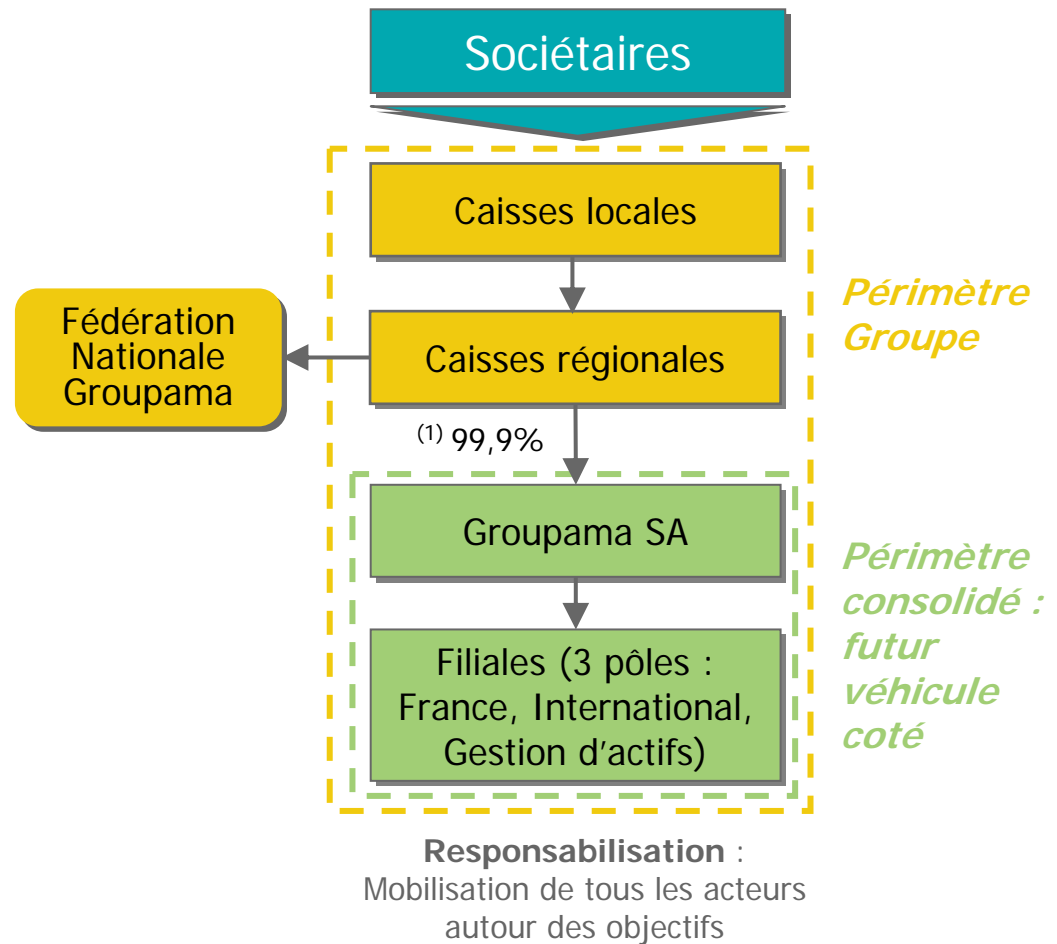 Sociétaires
Caisses locales
Périmètre
Groupe
Fédération
Nationale
Groupama
Caisses régionales
(1) 99,9%
Groupama SA
Périmètre
consolidé :
futur
véhicule
coté
Filiales (3 pôles :
France, International,
Gestion d'actifs)
Responsabilisation :
Mobilisation de tous les acteurs
autour des objectifs